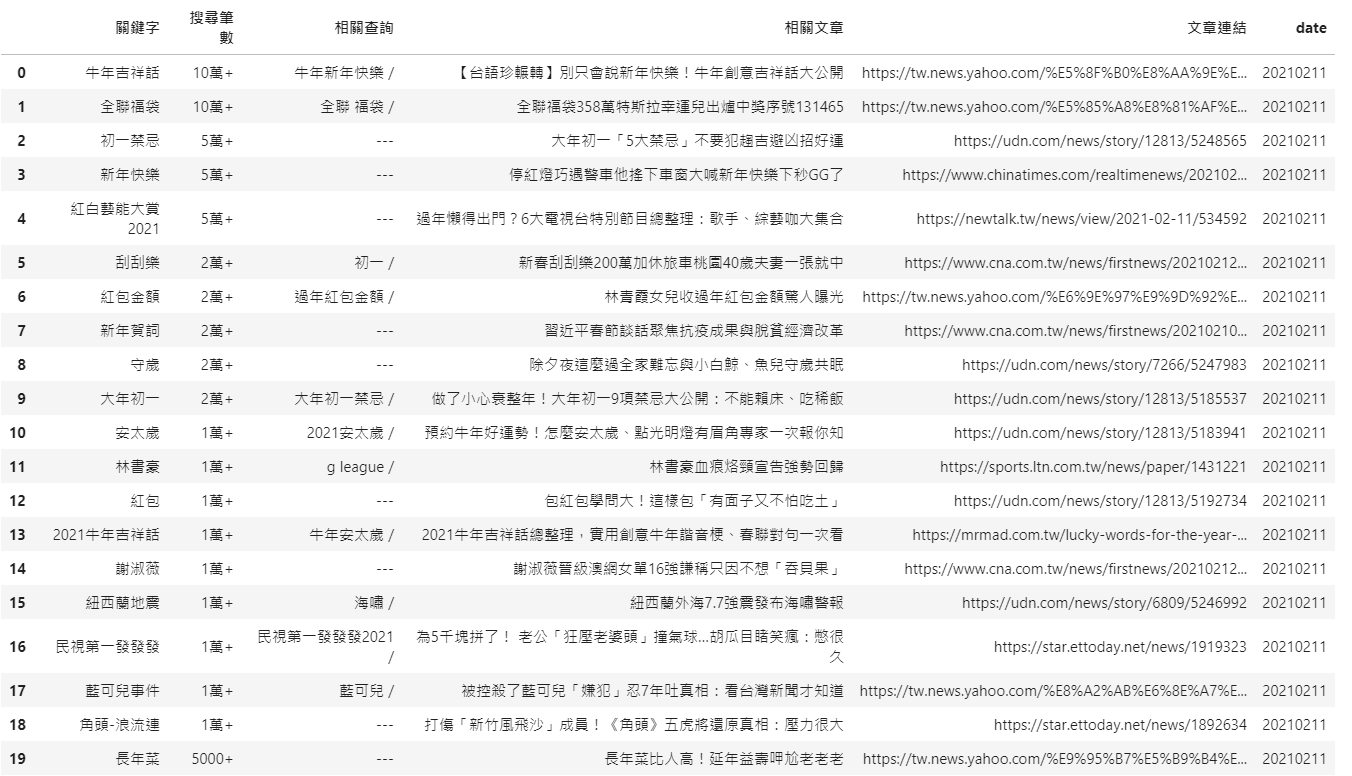 關鍵字 搜尋筆數 相關查詢 相關文章 文章連結 date
0 牛年吉祥話 10萬+ 牛年新年快樂 / 【台語珍輾轉】別只會說新年快樂！牛年創意吉祥話大公開 https://tw.news.yahoo.com/%E5%8F%B0%E8%AA%9E%E... 20210211
1 全聯福袋 10萬+ 全聯 福袋 / 全聯福袋358萬特斯拉幸運兒出爐中獎序號131465 https://tw.news.yahoo.com/%E5%85%A8%E8%81%AF%E... 20210211
2 初一禁忌 5萬+ --- 大年初一「5大禁忌」不要犯趨吉避凶招好運 https://udn.com/news/story/12813/5248565 20210211
3 新年快樂 5萬+ --- 停紅燈巧遇警車他搖下車窗大喊新年快樂下秒GG了 https://www.chinatimes.com/realtimenews/202102... 20210211
4 紅白藝能大賞 2021 5萬+ --- 過年懶得出門？6大電視台特別節目總整理：歌手、綜藝咖大集合 https://newtalk.tw/news/view/2021-02-11/534592 20210211
5 刮刮樂 2萬+ 初一 / 新春刮刮樂200萬加休旅車桃園40歲夫妻一張就中 https://www.cna.com.tw/news/firstnews/20210212... 20210211
6 紅包金額 2萬+ 過年紅包金額 / 林青霞女兒收過年紅包金額驚人曝光 https://tw.news.yahoo.com/%E6%9E%97%E9%9D%92%E... 20210211
7 新年賀詞 2萬+ --- 習近平春節談話聚焦抗疫成果與脫貧經濟改革 https://www.cna.com.tw/news/firstnews/20210210... 20210211
8 守歲 2萬+ --- 除夕夜這麼過全家難忘與小白鯨、魚兒守歲共眠 https://udn.com/news/story/7266/5247983 20210211
9 大年初一 2萬+ 大年初一禁忌 / 做了小心衰整年！大年初一9項禁忌大公開：不能賴床、吃稀飯 https://udn.com/news/story/12813/5185537 20210211
10 安太歲 1萬+ 2021安太歲 / 預約牛年好運勢！怎麼安太歲、點光明燈有眉角專家一次報你知 https://udn.com/news/story/12813/5183941 20210211
11 林書豪 1萬+ g league / 林書豪血痕烙頸宣告強勢回歸 https://sports.ltn.com.tw/news/paper/1431221 20210211
12 紅包 1萬+ --- 包紅包學問大！這樣包「有面子又不怕吃土」 https://udn.com/news/story/12813/5192734 20210211
13 2021牛年吉祥話 1萬+ 牛年安太歲 / 2021牛年吉祥話總整理，實用創意牛年諧音梗、春聯對句一次看 https://mrmad.com.tw/lucky-words-for-the-year-... 20210211
14 謝淑薇 1萬+ --- 謝淑薇晉級澳網女單16強謙稱只因不想「吞貝果」 https://www.cna.com.tw/news/firstnews/20210212... 20210211
15 紐西蘭地震 1萬+ 海嘯 / 紐西蘭外海7.7強震發布海嘯警報 https://udn.com/news/story/6809/5246992 20210211
16 民視第一發發發 1萬+ 民視第一發發發2021 / 為5千塊拼了！ 老公「狂壓老婆頭」撞氣球...胡瓜目睹笑瘋：憋很久 https://star.ettoday.net/news/1919323 20210211
17 藍可兒事件 1萬+ 藍可兒 / 被控殺了藍可兒「嫌犯」忍7年吐真相：看台灣新聞才知道 https://tw.news.yahoo.com/%E8%A2%AB%E6%8E%A7%E... 20210211
18 角頭-浪流連 1萬+ --- 打傷「新竹風飛沙」成員！《角頭》五虎將還原真相：壓力很大 https://star.ettoday.net/news/1892634 20210211
19 長年菜 5000+ --- 長年菜比人高！延年益壽呷尬老老老 https://tw.news.yahoo.com/%E9%95%B7%E5%B9%B4%E... 20210211